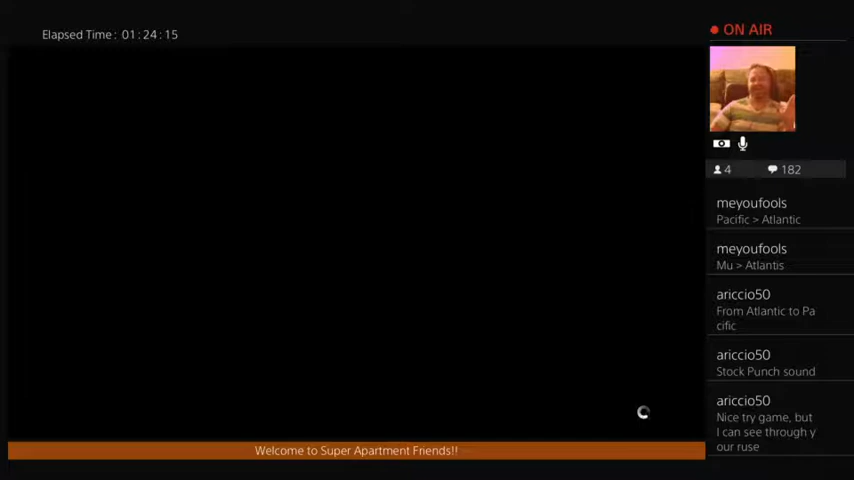 Elapsed Time: 01:24:15
ON AIR
4
182
meyoufools
Pacific > Atlantic
meyoufools
Mu > Atlantis
ariccio50
From Atlantic to Pa
cific
ariccio50
Stock Punch sound
ariccio50
Nice try game, but
I can see through y
our ruse
Welcome to Super Apartment Friends!!